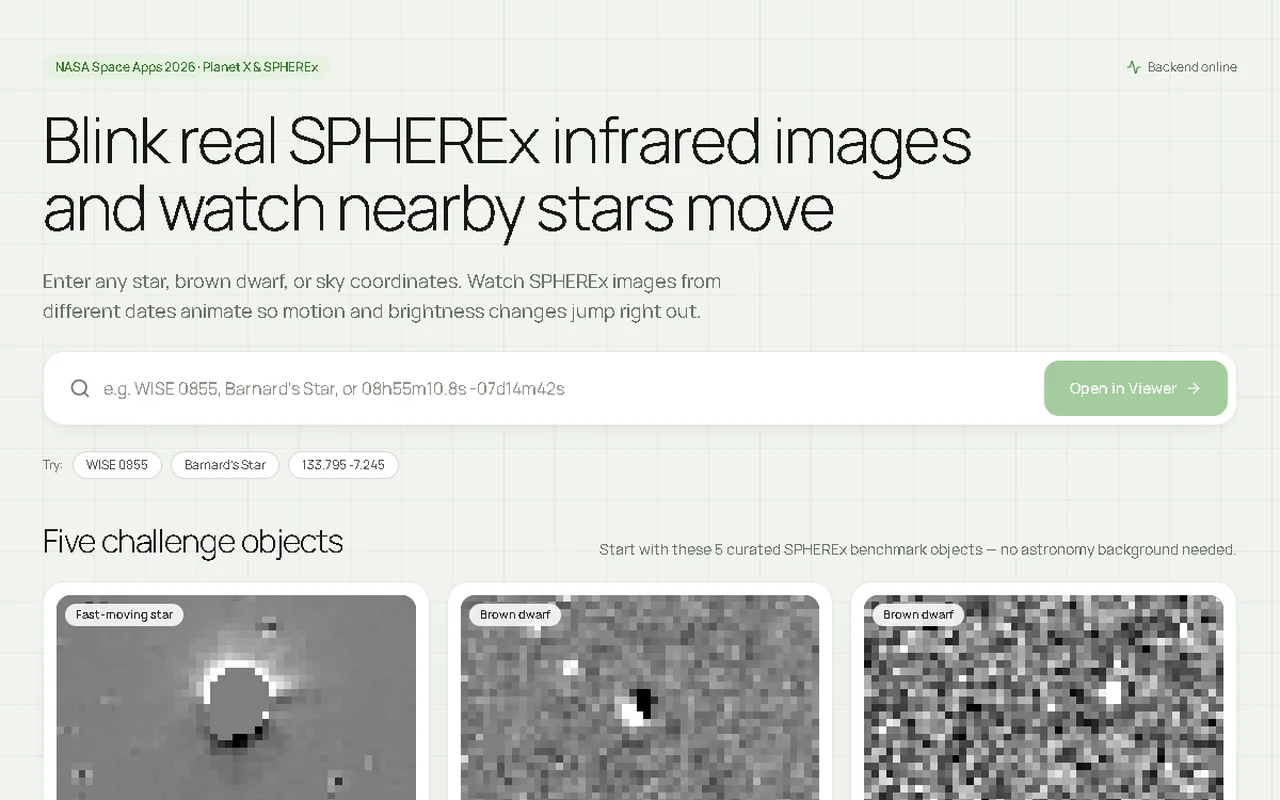 NASA Space Apps 2026 · Planet X & SPHEREx
Backend online
Blink real SPHEREx infrared images
and watch nearby stars move
Enter any star, brown dwarf, or sky coordinates. Watch SPHEREx images from
different dates animate so motion and brightness changes jump right out.
e.g. WISE 0855, Barnard's Star, or 08h55m10.8s -07d14m42s
Open in Viewer →
Try: WISE 0855 Barnard's Star 133.795 -7.245
Five challenge objects
Start with these 5 curated SPHEREx benchmark objects — no astronomy background needed.
Fast-moving star
Brown dwarf
Brown dwarf